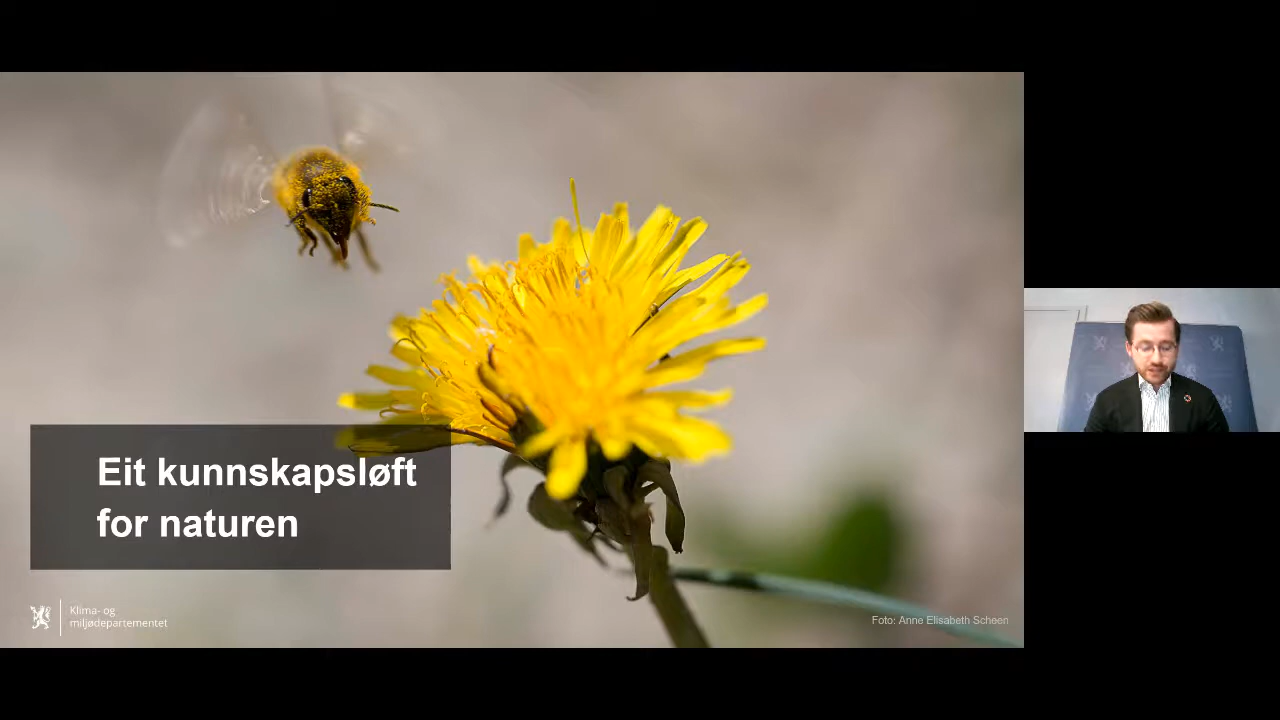 Eit kunnskapsløft
for naturen
Klima- og
miljødepartementet
Foto: Anne Elisabeth Scheen